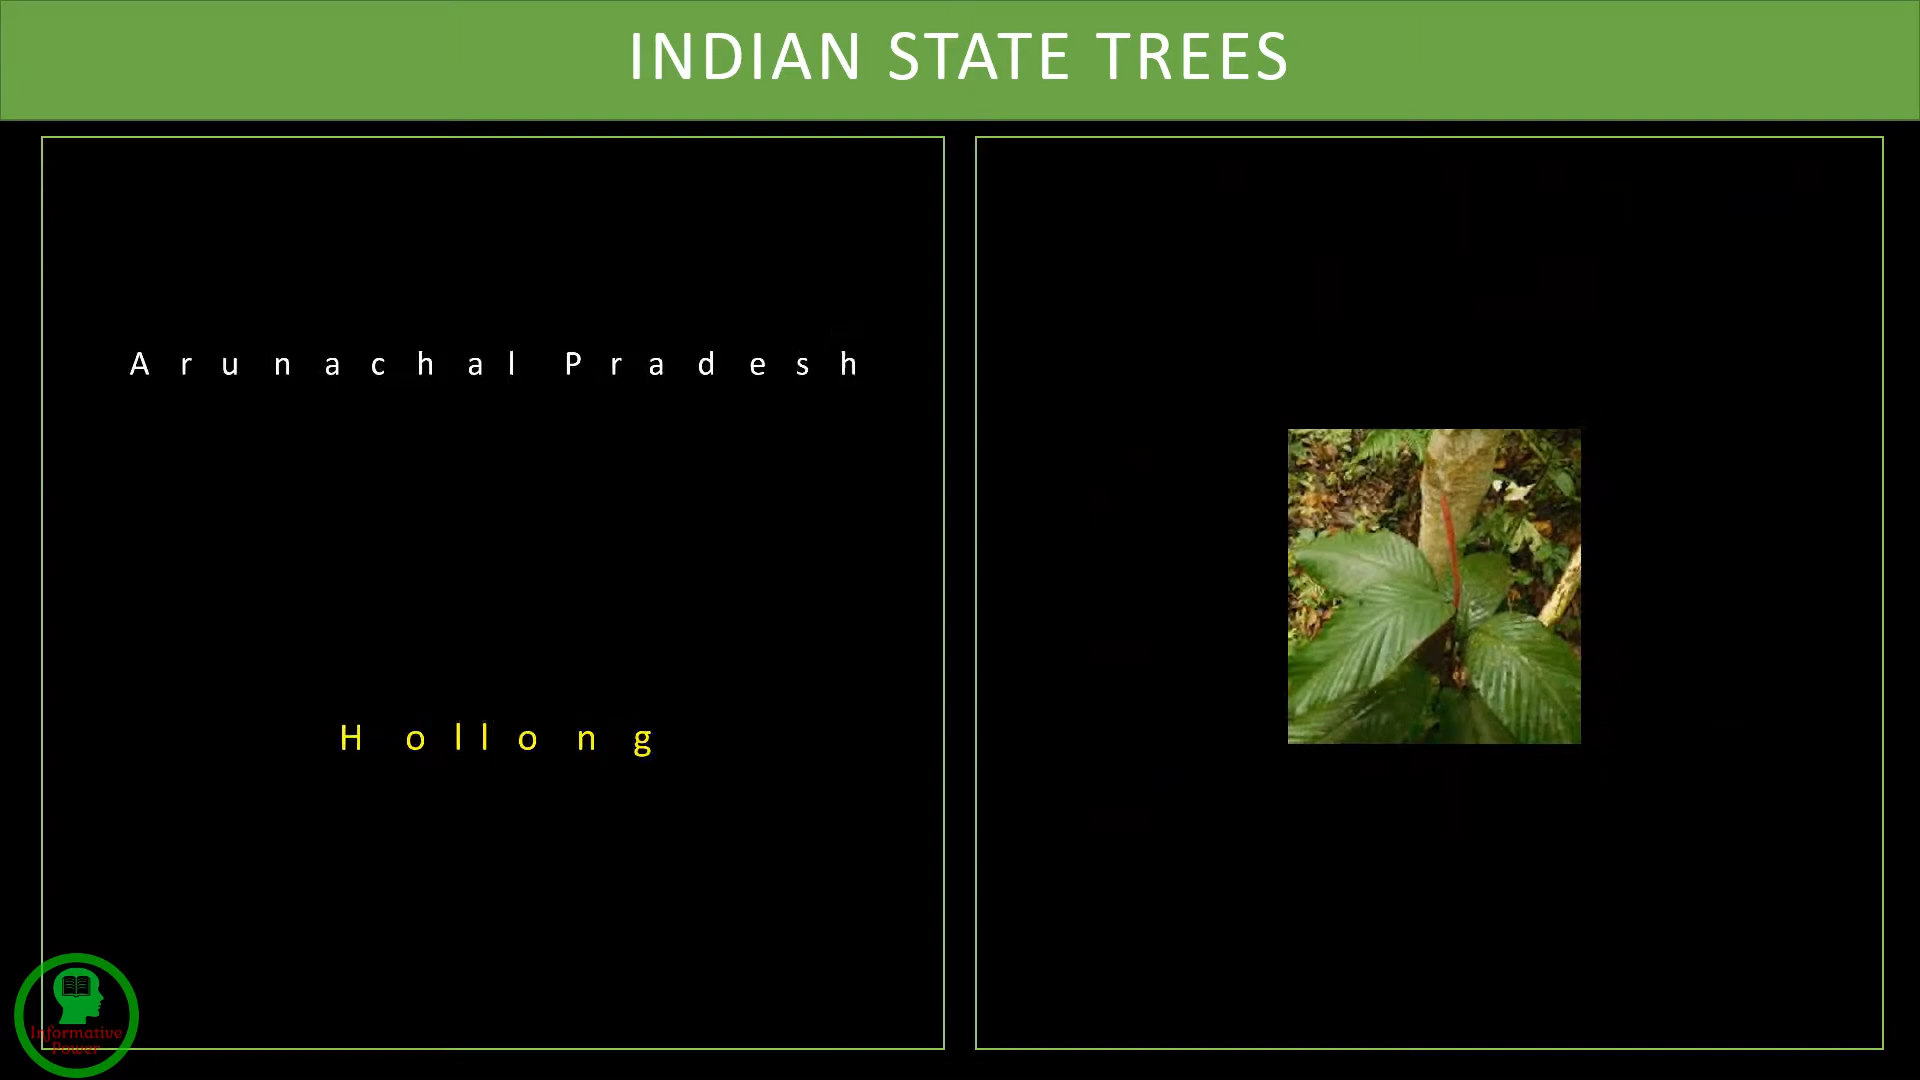 INDIAN STATE TREES
Arunachal Pradesh
Hollong
Informative
Power